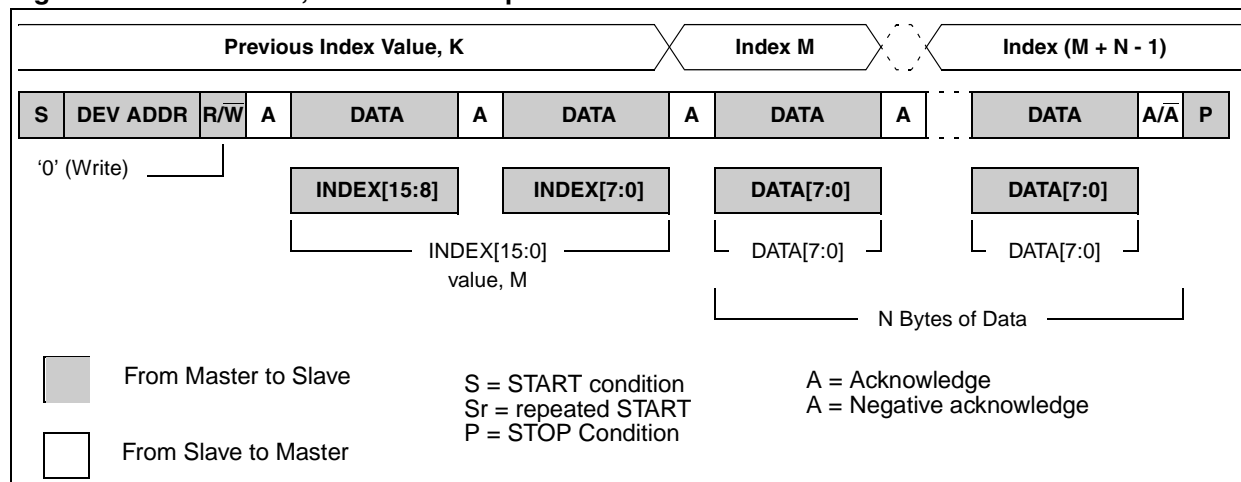 Previous Index Value, K Index M Index (M + N - 1)
S DEV ADDR R/W̅ A DATA A DATA A DATA A DATA A/A̅ P
‘0’ (Write)
INDEX[15:8] INDEX[7:0] DATA[7:0] DATA[7:0]
INDEX[15:0] DATA[7:0] DATA[7:0]
value, M
N Bytes of Data
From Master to Slave
From Slave to Master
S = START condition
Sr = repeated START
P = STOP Condition
A = Acknowledge
A = Negative acknowledge